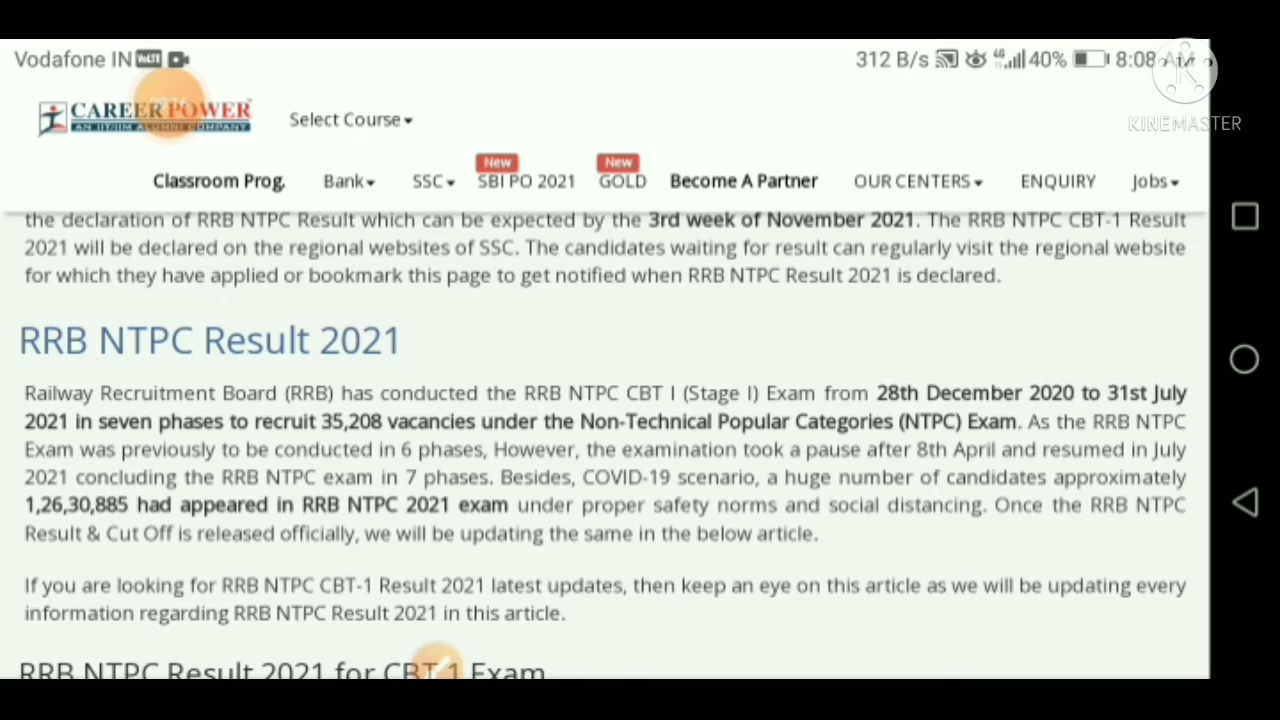 Vodafone IN VoLTE 312 B/s 4G 40% 8:08 AM
KINEMASTER
CAREER POWER
AN IIT/IIM ALUMNI COMPANY
Select Course
New New
Classroom Prog. Bank SSC SBI PO 2021 GOLD Become A Partner OUR CENTERS ENQUIRY Jobs
the declaration of RRB NTPC Result which can be expected by the 3rd week of November 2021. The RRB NTPC CBT-1 Result
2021 will be declared on the regional websites of SSC. The candidates waiting for result can regularly visit the regional website
for which they have applied or bookmark this page to get notified when RRB NTPC Result 2021 is declared.
RRB NTPC Result 2021
Railway Recruitment Board (RRB) has conducted the RRB NTPC CBT I (Stage I) Exam from 28th December 2020 to 31st July
2021 in seven phases to recruit 35,208 vacancies under the Non-Technical Popular Categories (NTPC) Exam. As the RRB NTPC
Exam was previously to be conducted in 6 phases, However, the examination took a pause after 8th April and resumed in July
2021 concluding the RRB NTPC exam in 7 phases. Besides, COVID-19 scenario, a huge number of candidates approximately
1,26,30,885 had appeared in RRB NTPC 2021 exam under proper safety norms and social distancing. Once the RRB NTPC
Result & Cut Off is released officially, we will be updating the same in the below article.
If you are looking for RRB NTPC CBT-1 Result 2021 latest updates, then keep an eye on this article as we will be updating every
information regarding RRB NTPC Result 2021 in this article.
RRB NTPC Result 2021 for CBT 1 Exam